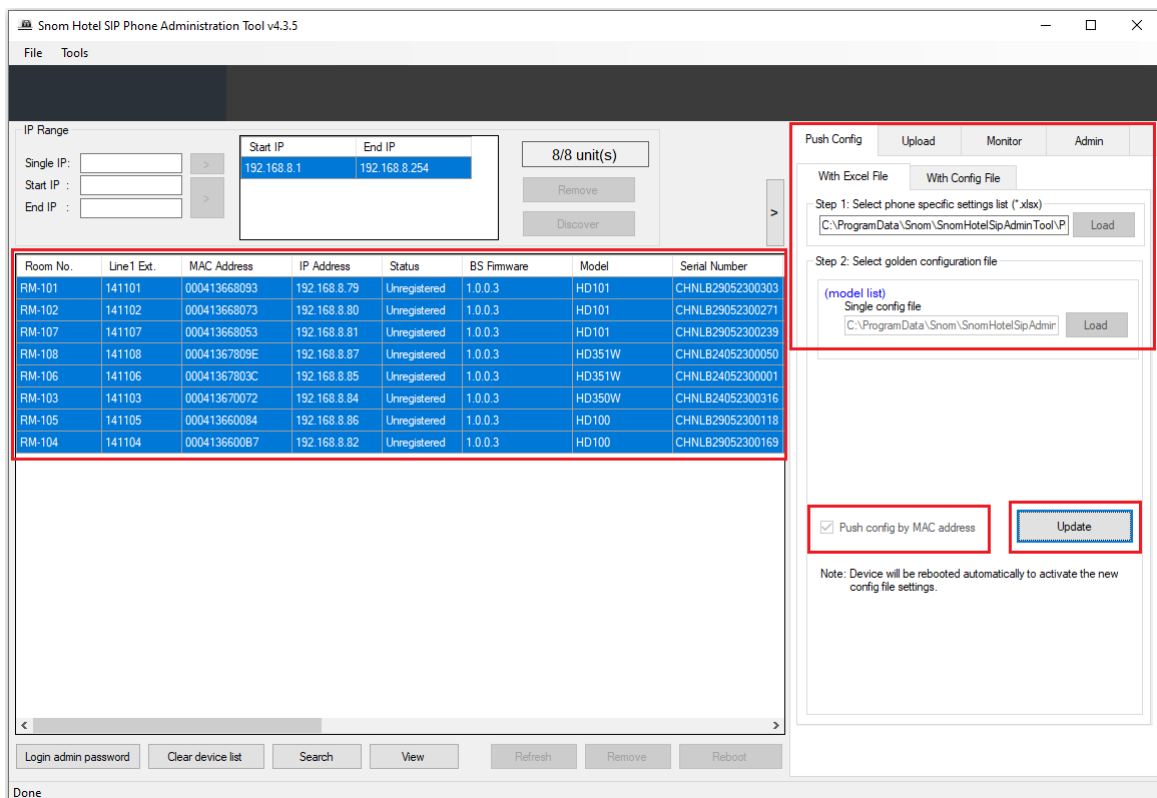 Snom Hotel SIP Phone Administration Tool v4.3.5
File Tools
IP Range
Single IP: >
Start IP :
End IP : >
Start IP End IP
192.168.8.1 192.168.8.254
8/8 unit(s)
Remove
Discover
>
Room No. Line1 Ext. MAC Address IP Address Status BS Firmware Model Serial Number
RM-101 141101 000413668093 192.168.8.79 Unregistered 1.0.0.3 HD101 CHNLB29052300303
RM-102 141102 000413668073 192.168.8.80 Unregistered 1.0.0.3 HD101 CHNLB29052300271
RM-107 141107 000413668053 192.168.8.81 Unregistered 1.0.0.3 HD101 CHNLB29052300239
RM-108 141108 00041367809E 192.168.8.87 Unregistered 1.0.0.3 HD351W CHNLB24052300050
RM-106 141106 00041367803C 192.168.8.85 Unregistered 1.0.0.3 HD351W CHNLB24052300001
RM-103 141103 000413670072 192.168.8.84 Unregistered 1.0.0.3 HD350W CHNLB24052300316
RM-105 141105 000413660084 192.168.8.86 Unregistered 1.0.0.3 HD100 CHNLB29052300118
RM-104 141104 0004136600B7 192.168.8.82 Unregistered 1.0.0.3 HD100 CHNLB29052300169
Login admin password Clear device list Search View Refresh Remove Reboot
Done
Push Config Upload Monitor Admin
With Excel File With Config File
Step 1: Select phone specific settings list (*.xlsx)
C:\ProgramData\Snom\SnomHotelSipAdminTool\P Load
Step 2: Select golden configuration file
(model list)
Single config file
C:\ProgramData\Snom\SnomHotelSipAdmin Load
Push config by MAC address Update
Note: Device will be rebooted automatically to activate the new
config file settings.